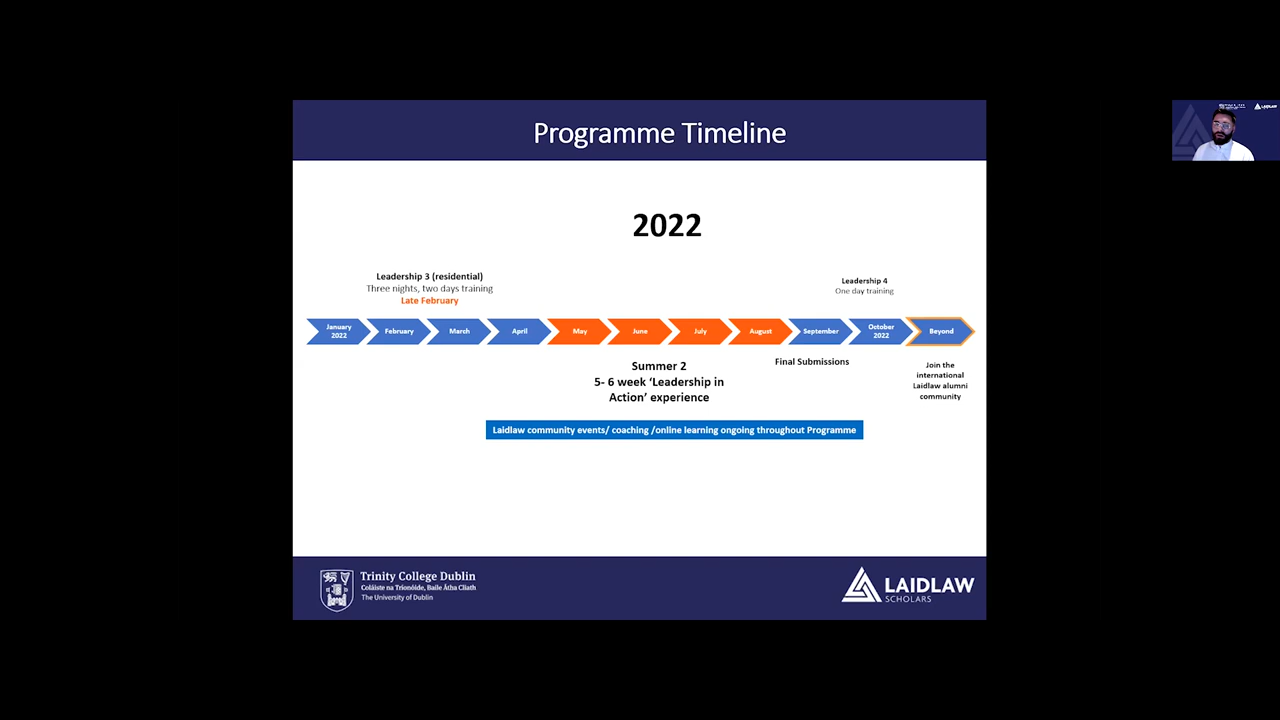 Programme Timeline
2022
Leadership 3 (residential)
Three nights, two days training
Late February
Leadership 4
One day training
January
2022
February
March
April
May
June
July
August
September
October
2022
Beyond
Summer 2
5- 6 week ‘Leadership in
Action’ experience
Final Submissions
Join the
international
Laidlaw alumni
community
Laidlaw community events/ coaching /online learning ongoing throughout Programme
Trinity College Dublin
Coláiste na Tríonóide, Baile Átha Cliath
The University of Dublin
LAIDLAW
SCHOLARS
LAIDLAW